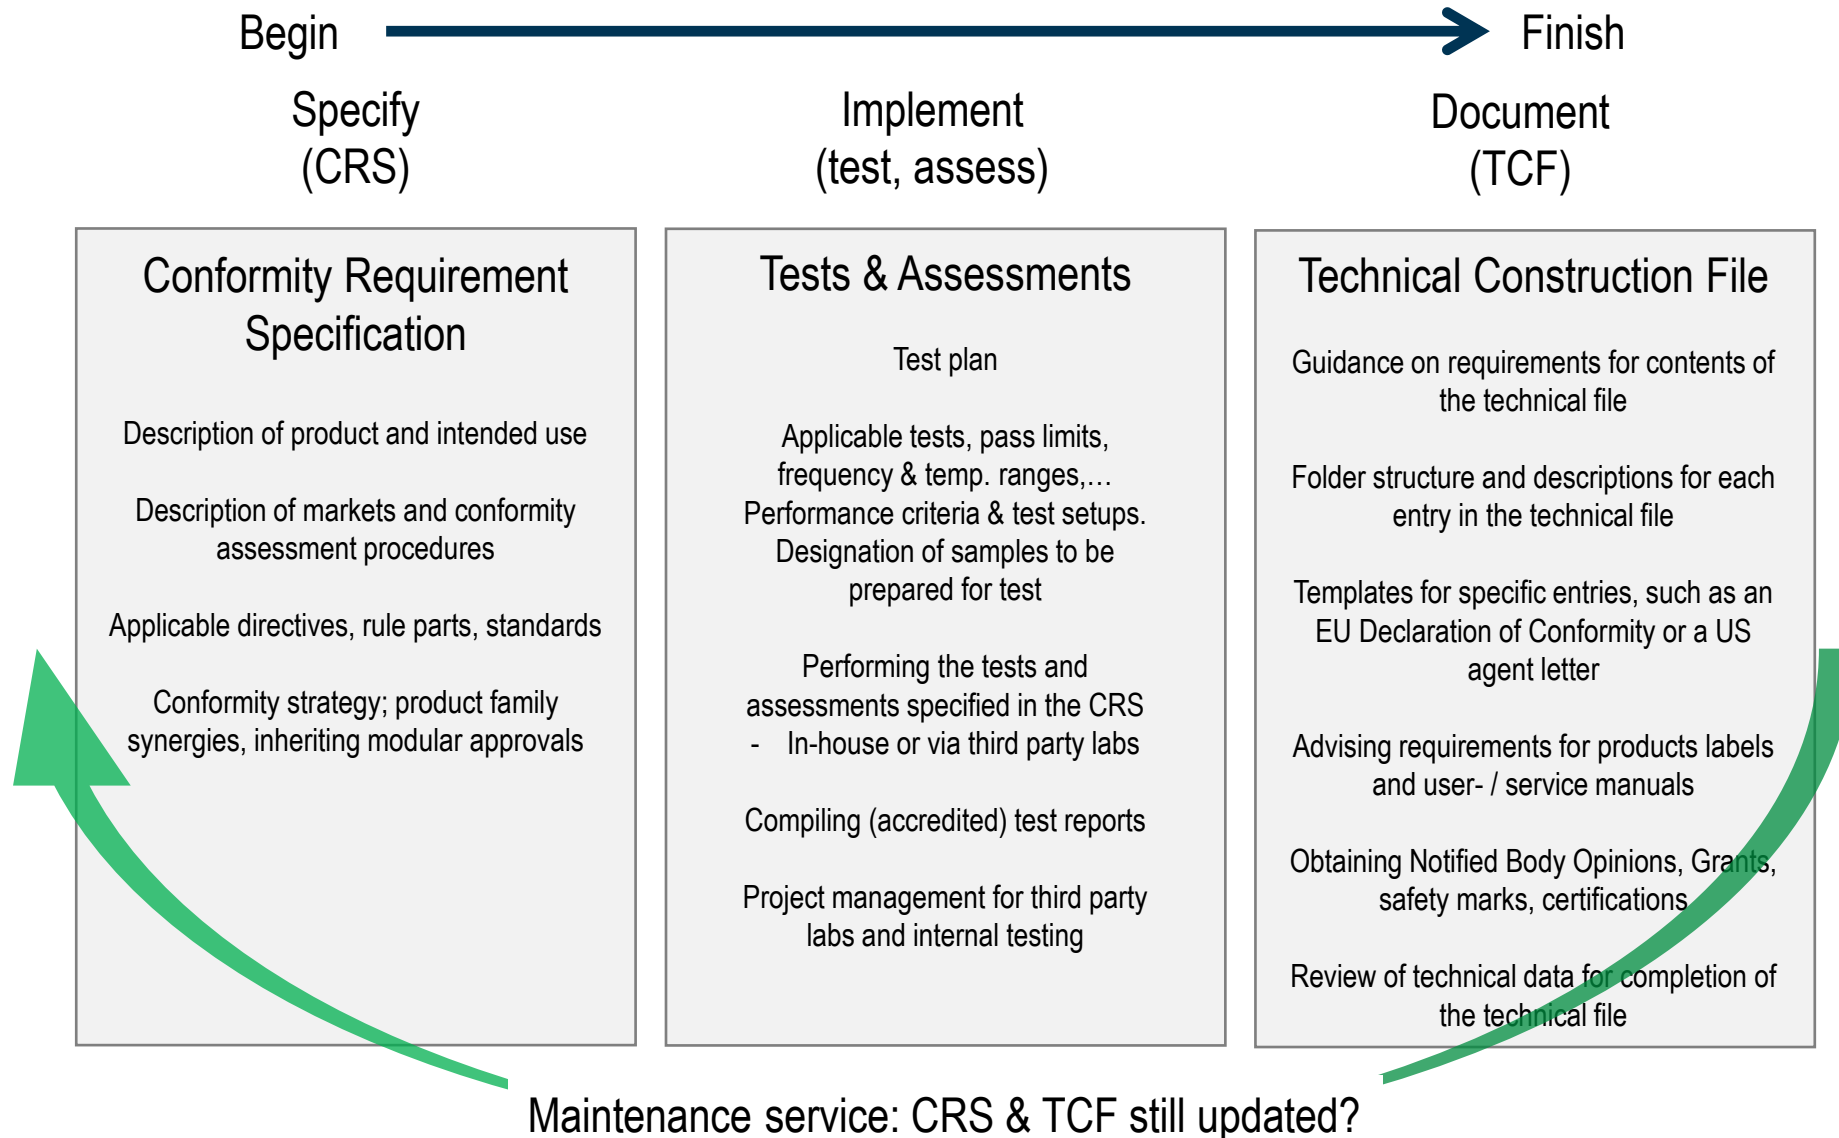 Begin
Finish
Specify
(CRS)
Implement
(test, assess)
Document
(TCF)
Conformity Requirement
Specification
Description of product and intended use
Description of markets and conformity
assessment procedures
Applicable directives, rule parts, standards
Conformity strategy; product family
synergies, inheriting modular approvals
Tests & Assessments
Test plan
Applicable tests, pass limits,
frequency & temp. ranges,…
Performance criteria & test setups.
Designation of samples to be
prepared for test
Performing the tests and
assessments specified in the CRS
- In-house or via third party labs
Compiling (accredited) test reports
Project management for third party
labs and internal testing
Technical Construction File
Guidance on requirements for contents of
the technical file
Folder structure and descriptions for each
entry in the technical file
Templates for specific entries, such as an
EU Declaration of Conformity or a US
agent letter
Advising requirements for products labels
and user- / service manuals
Obtaining Notified Body Opinions, Grants,
safety marks, certifications
Review of technical data for completion of
the technical file
Maintenance service: CRS & TCF still updated?